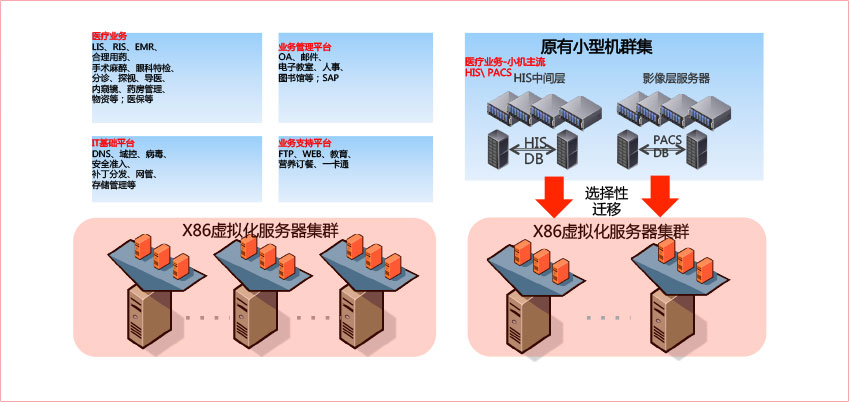 医疗业务
LIS、RIS、EMR、
合理用药、
手术麻醉、眼科特检、
分诊、探视、导医、
内窥镜、药房管理、
物资等；医保等
业务管理平台
OA、邮件、
电子教室、人事、
图书馆等；SAP
IT基础平台
DNS、域控、病毒、
安全准入、
补丁分发、网管、
存储管理等
业务支持平台
FTP、WEB、教育、
营养订餐、一卡通
X86虚拟化服务器集群
原有小型机群集
医疗业务-小机主流
HIS\ PACS
HIS中间层
影像层服务器
HIS
DB
PACS
DB
选择性
迁移
X86虚拟化服务器集群